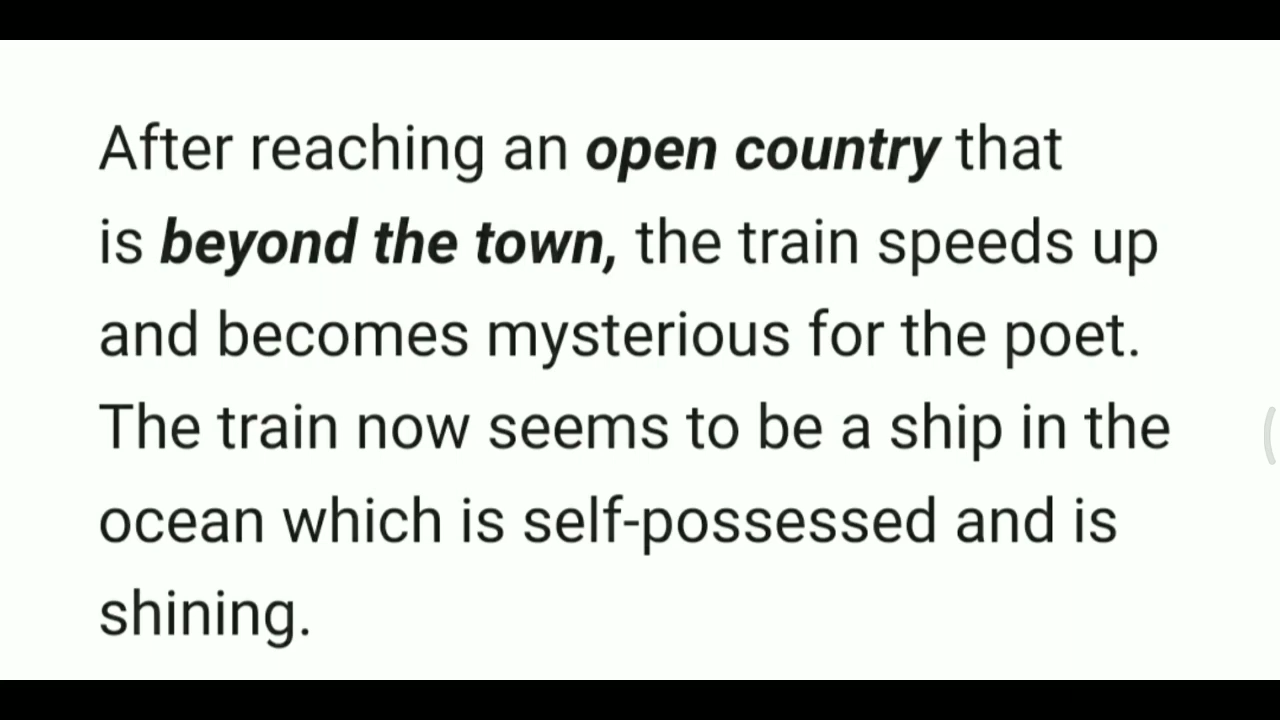 After reaching an open country that
is beyond the town, the train speeds up
and becomes mysterious for the poet.
The train now seems to be a ship in the
ocean which is self-possessed and is
shining.